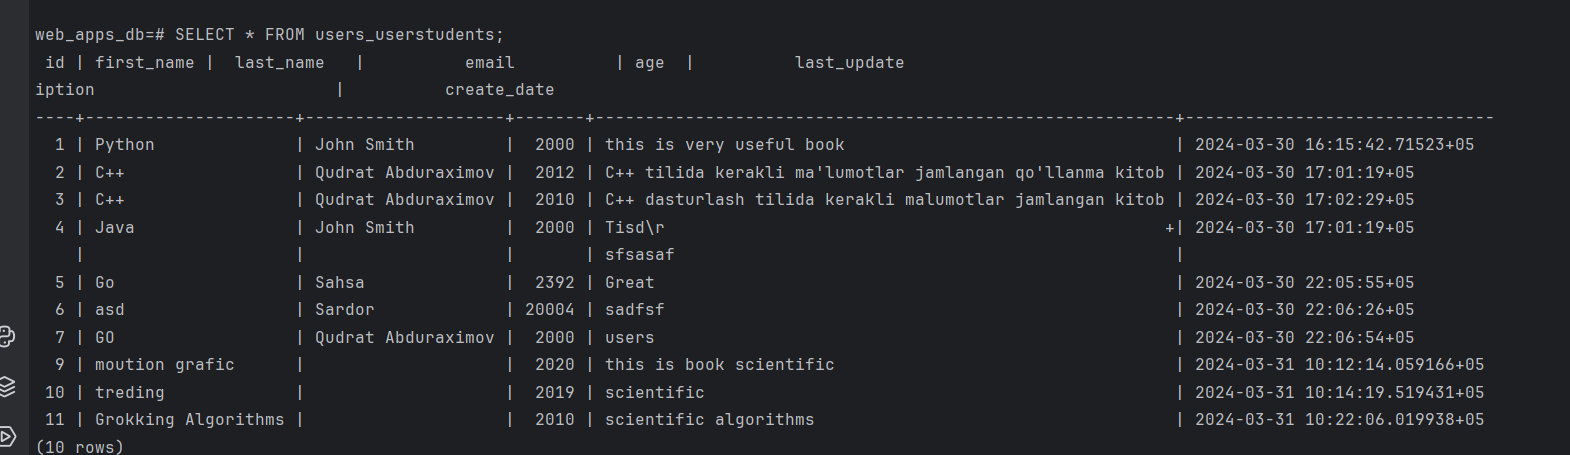 web_apps_db=# SELECT * FROM users_userstudents;
 id | first_name |  last_name   |          email          | age  |          last_update
iption                        |          create_date
----+---------------------+--------------------+-------+----------------------------------------------------------+-------------------------------
  1 | Python              | John Smith         |  2000 | this is very useful book                                 | 2024-03-30 16:15:42.71523+05
  2 | C++                 | Qudrat Abduraximov |  2012 | C++ tilida kerakli ma'lumotlar jamlangan qo'llanma kitob | 2024-03-30 17:01:19+05
  3 | C++                 | Qudrat Abduraximov |  2010 | C++ dasturlash tilida kerakli malumotlar jamlangan kitob | 2024-03-30 17:02:29+05
  4 | Java                | John Smith         |  2000 | Tisd\r                                                  +| 2024-03-30 17:01:19+05
    |                     |                    |       | sfsasaf                                                  |
  5 | Go                  | Sahsa              |  2392 | Great                                                    | 2024-03-30 22:05:55+05
  6 | asd                 | Sardor             | 20004 | sadfsf                                                   | 2024-03-30 22:06:26+05
  7 | GO                  | Qudrat Abduraximov |  2000 | users                                                    | 2024-03-30 22:06:54+05
  9 | moution grafic      |                    |  2020 | this is book scientific                                  | 2024-03-31 10:12:14.059166+05
 10 | treding             |                    |  2019 | scientific                                               | 2024-03-31 10:14:19.519431+05
 11 | Grokking Algorithms |                    |  2010 | scientific algorithms                                    | 2024-03-31 10:22:06.019938+05
(10 rows)